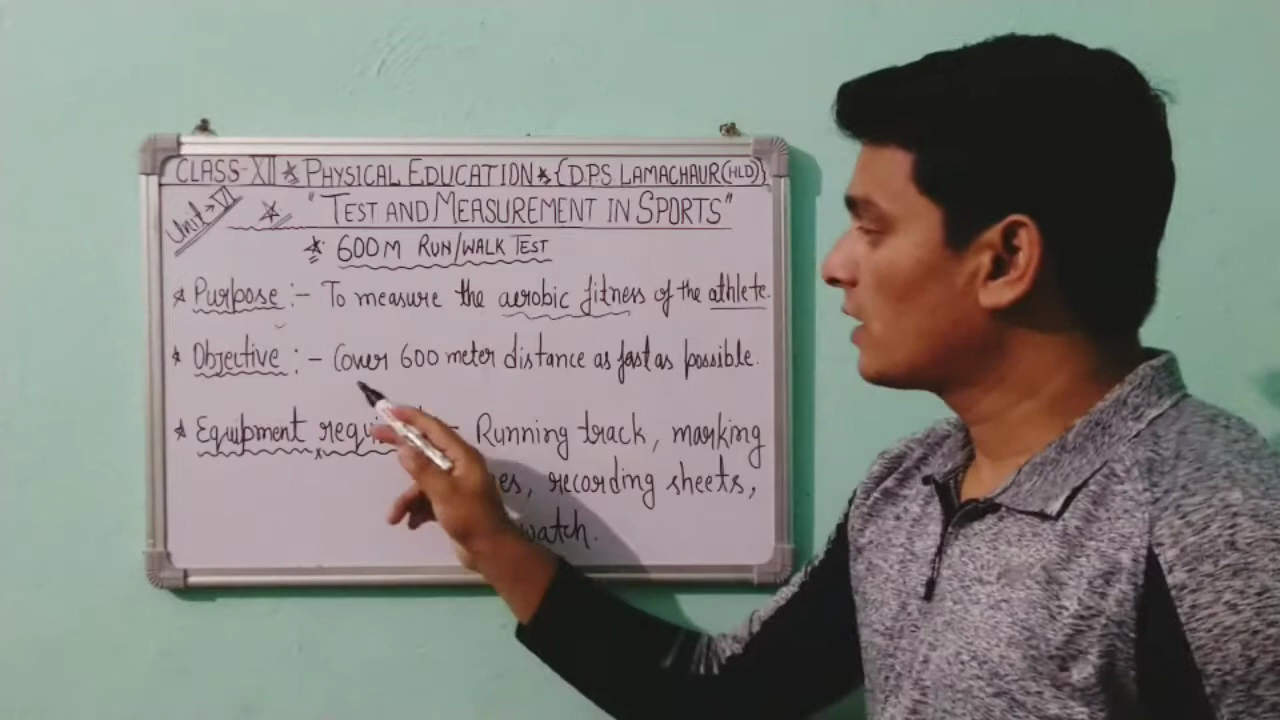 CLASS-XII * PHYSICAL EDUCATION * {D.P.S LAMACHAUR(HLD)}
Unit→VI
* "TEST AND MEASUREMENT IN SPORTS"
* 600M RUN/WALK TEST
* Purpose :- To measure the aerobic fitness of the athlete.
* Objective :- Cover 600 meter distance as fast as possible.
* Equipment :- Running track, marking
recording sheets,